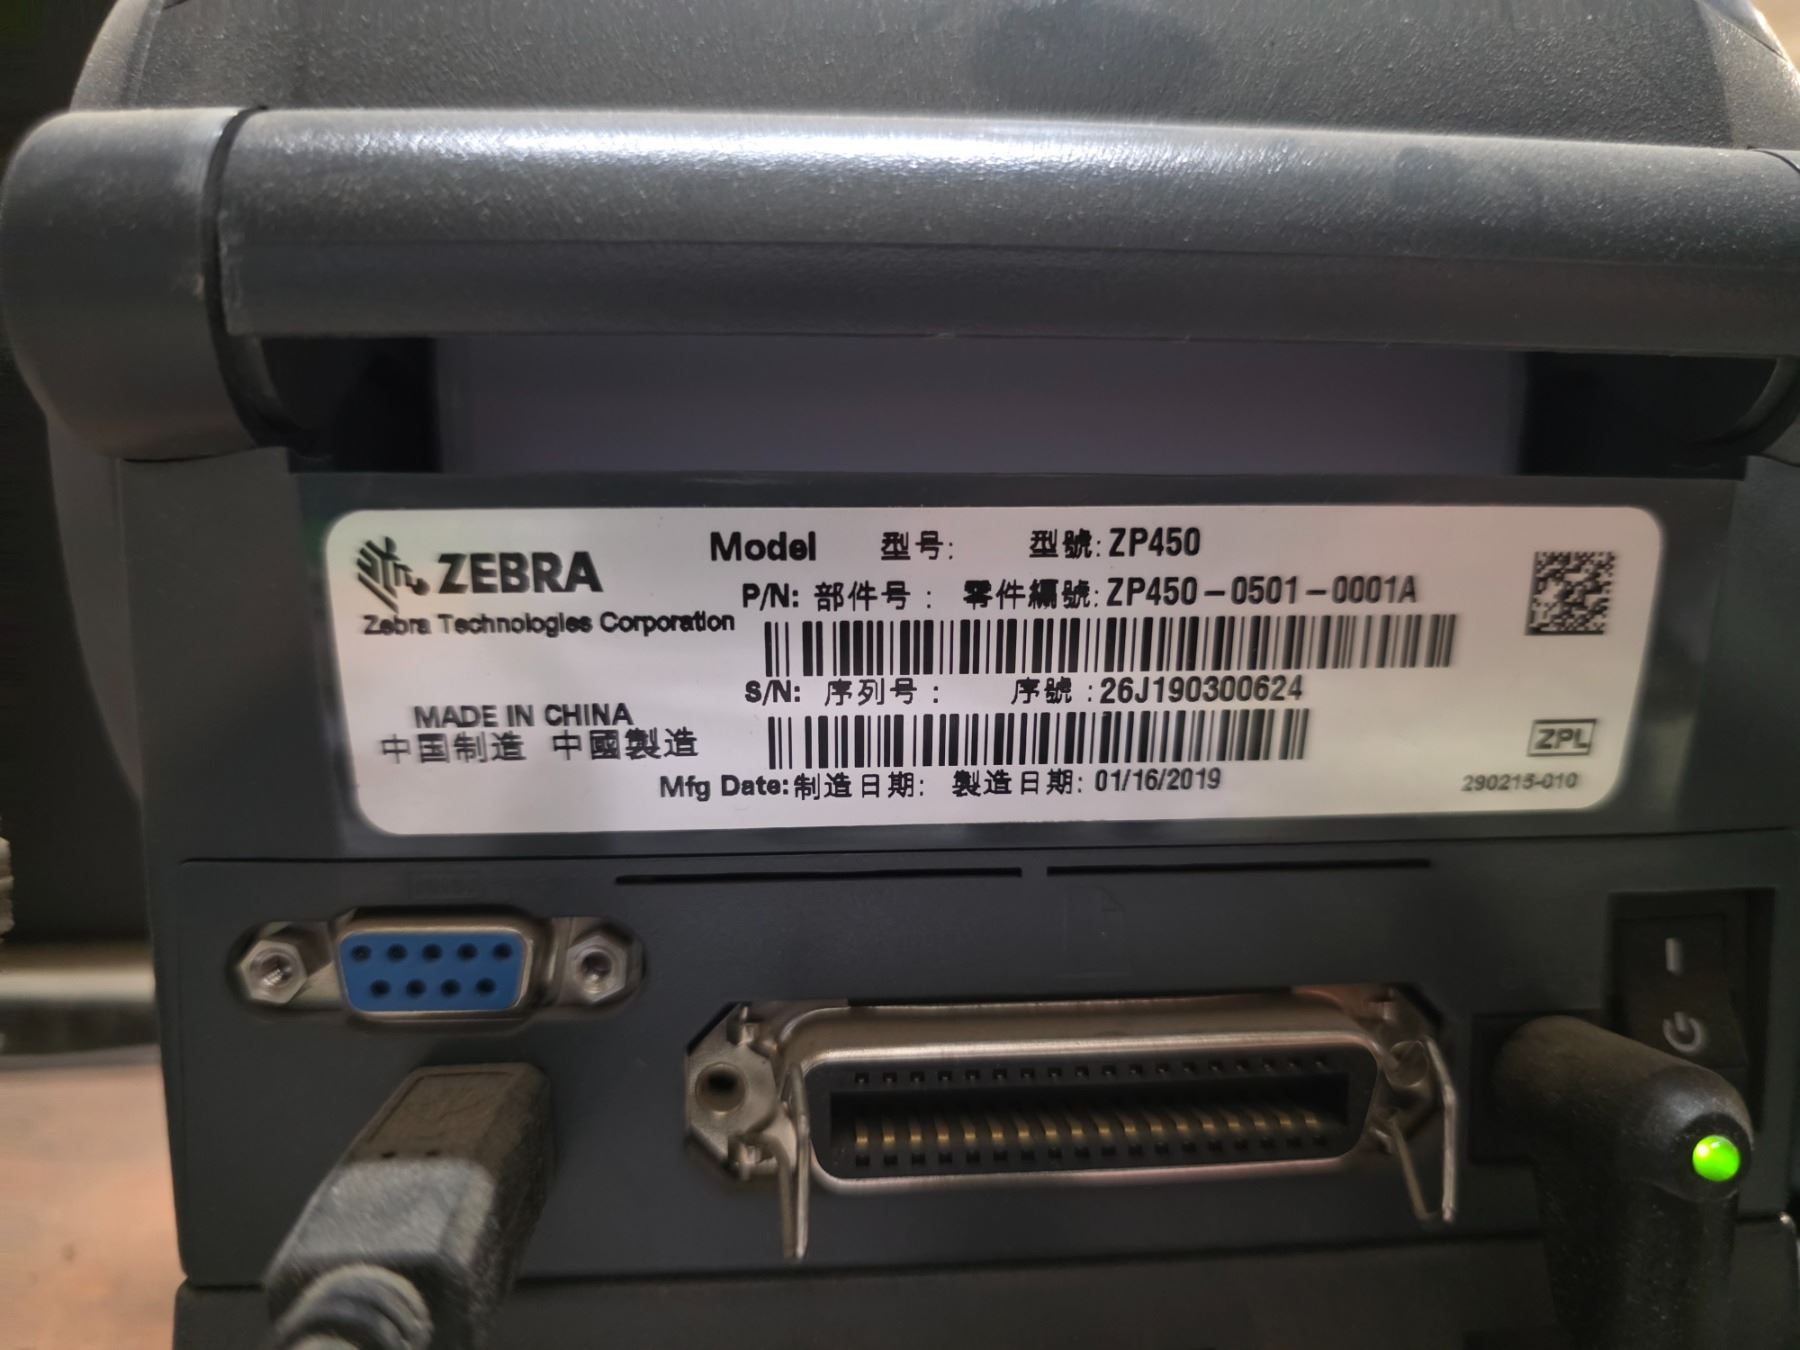 ZEBRA
Zebra Technologies Corporation
Model 型号: 型號: ZP450
P/N: 部件号: 零件編號: ZP450-0501-0001A
S/N: 序列号: 序號: 26J190300624
MADE IN CHINA
中国制造 中國製造
Mfg Date: 制造日期: 製造日期: 01/16/2019
ZPL
290215-010